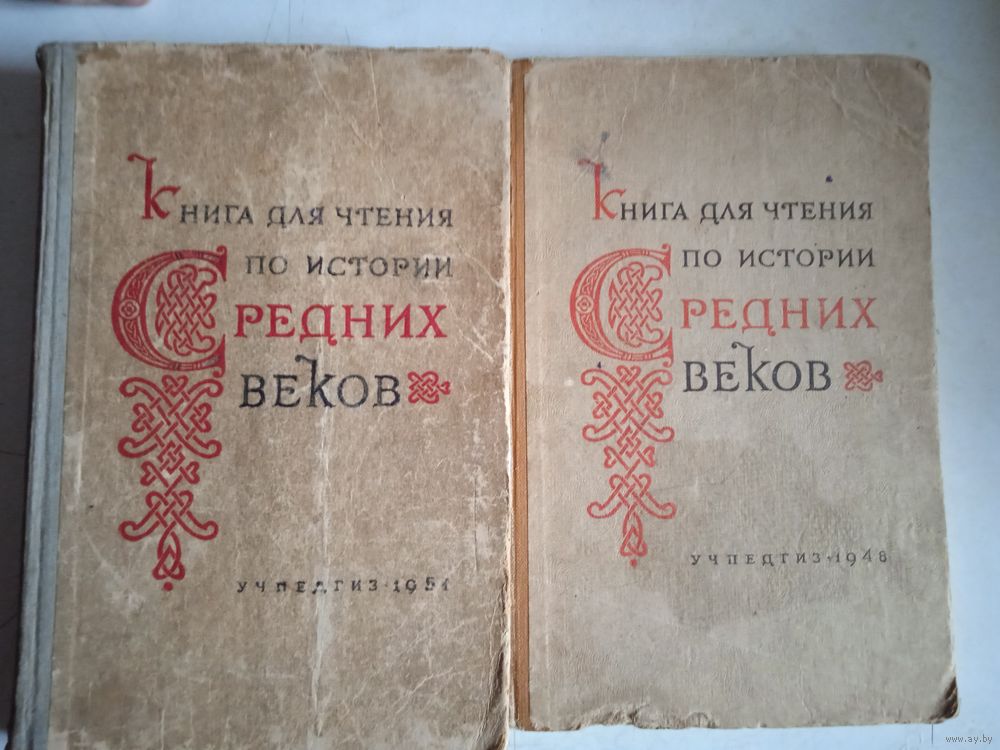 Книга для чтения
по истории
Средних
веков
Учпедгиз·1951
Книга для чтения
по истории
Средних
веков
Учпедгиз·1948
www.ay.by